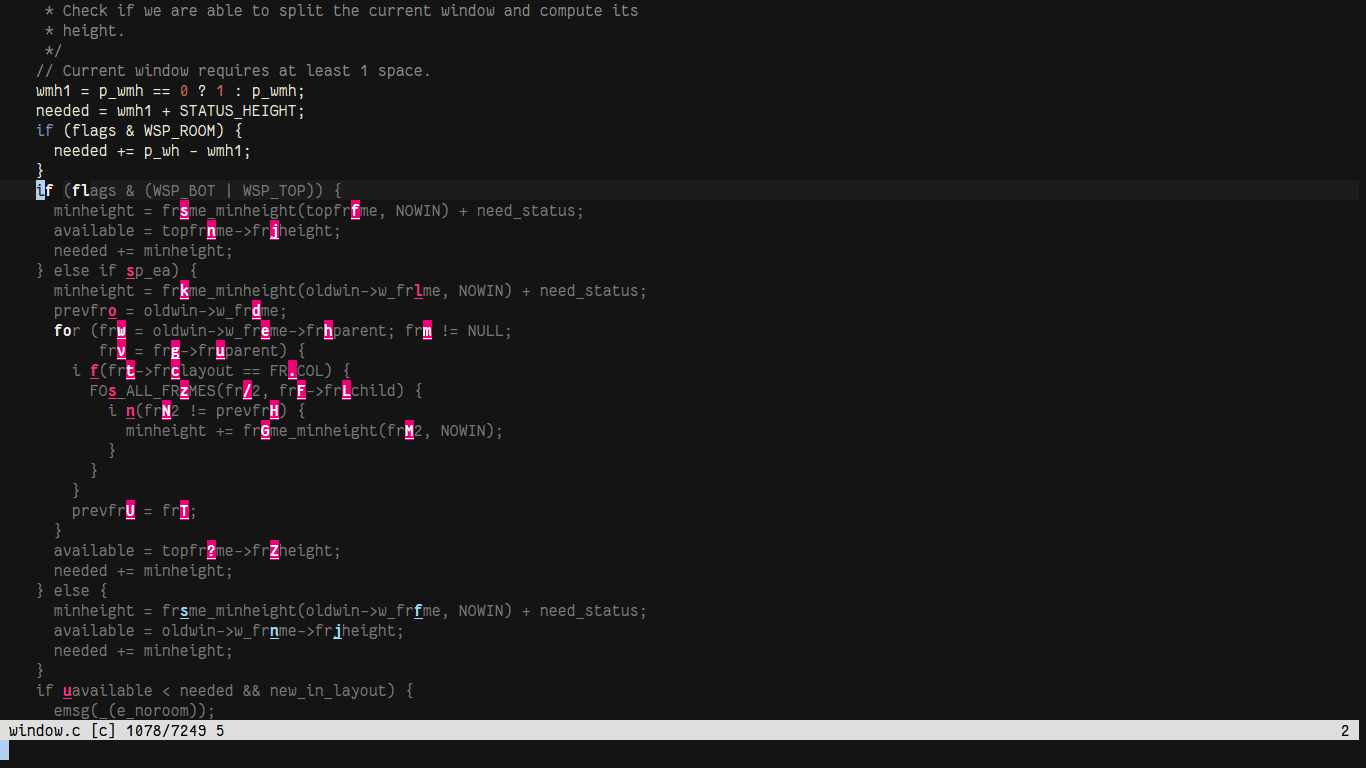 * Check if we are able to split the current window and compute its
 * height.
 */
// Current window requires at least 1 space.
wmh1 = p_wmh == 0 ? 1 : p_wmh;
needed = wmh1 + STATUS_HEIGHT;
if (flags & WSP_ROOM) {
  needed += p_wh - wmh1;
}
if (flags & (WSP_BOT | WSP_TOP)) {
  minheight = frsme_minheight(topfrfme, NOWIN) + need_status;
  available = topfrnme->frjheight;
  needed += minheight;
} else if sp_ea) {
  minheight = frkme_minheight(oldwin->w_frlme, NOWIN) + need_status;
  prevfro = oldwin->w_frdme;
  for (frw = oldwin->w_freme->frhparent; frm != NULL;
       frv = frg->fruparent) {
    i f(frt->frclayout == FR.COL) {
      FOs_ALL_FRzMES(fr/2, frF->frLchild) {
        i n(frN2 != prevfrH) {
          minheight += frGme_minheight(frM2, NOWIN);
        }
      }
    }
    prevfrU = frT;
  }
  available = topfr?me->frZheight;
  needed += minheight;
} else {
  minheight = frsme_minheight(oldwin->w_frfme, NOWIN) + need_status;
  available = oldwin->w_frnme->frjheight;
  needed += minheight;
}
if uavailable < needed && new_in_layout) {
  emsg(_(e_noroom));
window.c [c] 1078/7249 5 2